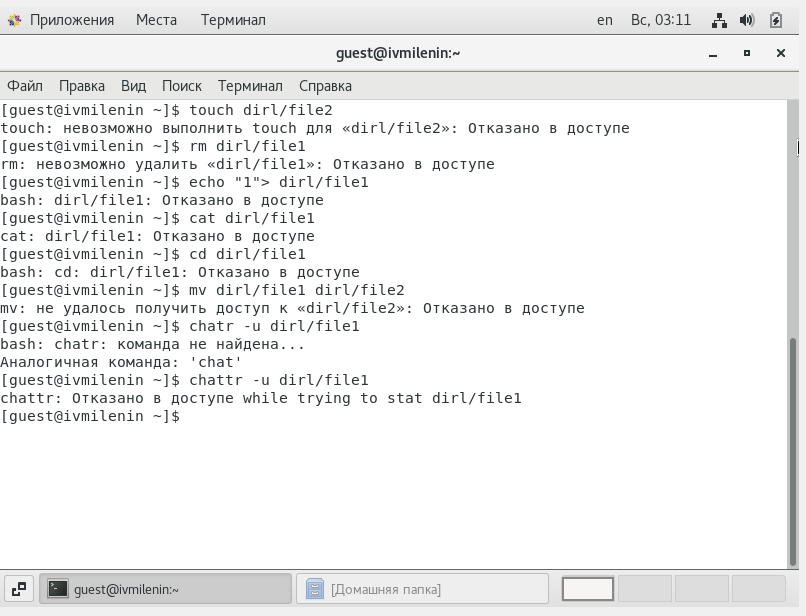 Приложения Места Терминал en Вс, 03:11
guest@ivmilenin:~
Файл Правка Вид Поиск Терминал Справка
[guest@ivmilenin ~]$ touch dirl/file2
touch: невозможно выполнить touch для «dirl/file2»: Отказано в доступе
[guest@ivmilenin ~]$ rm dirl/file1
rm: невозможно удалить «dirl/file1»: Отказано в доступе
[guest@ivmilenin ~]$ echo "1"> dirl/file1
bash: dirl/file1: Отказано в доступе
[guest@ivmilenin ~]$ cat dirl/file1
cat: dirl/file1: Отказано в доступе
[guest@ivmilenin ~]$ cd dirl/file1
bash: cd: dirl/file1: Отказано в доступе
[guest@ivmilenin ~]$ mv dirl/file1 dirl/file2
mv: не удалось получить доступ к «dirl/file2»: Отказано в доступе
[guest@ivmilenin ~]$ chatr -u dirl/file1
bash: chatr: команда не найдена...
Аналогичная команда: 'chat'
[guest@ivmilenin ~]$ chattr -u dirl/file1
chattr: Отказано в доступе while trying to stat dirl/file1
[guest@ivmilenin ~]$
guest@ivmilenin:~ [Домашняя папка]